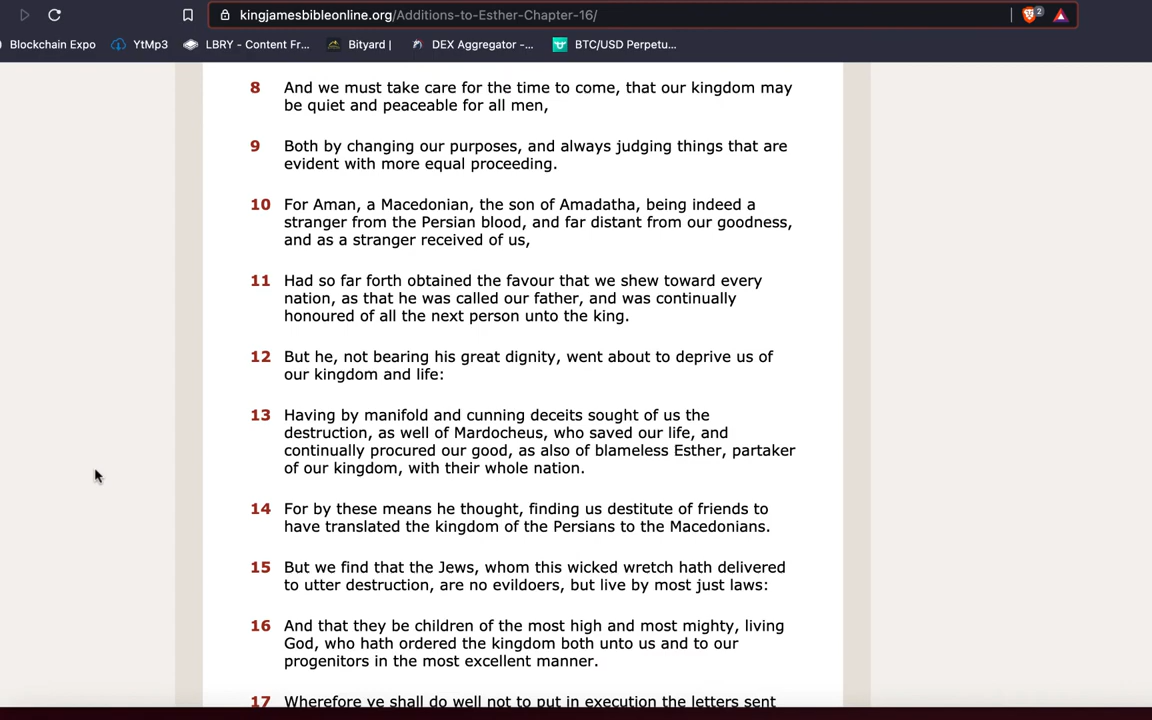 kingjamesbibleonline.org/Additions-to-Esther-Chapter-16/
2
Blockchain Expo YtMp3 LBRY - Content Fr... Bityard | DEX Aggregator -... BTC/USD Perpetu...
8 And we must take care for the time to come, that our kingdom may
be quiet and peaceable for all men,
9 Both by changing our purposes, and always judging things that are
evident with more equal proceeding.
10 For Aman, a Macedonian, the son of Amadatha, being indeed a
stranger from the Persian blood, and far distant from our goodness,
and as a stranger received of us,
11 Had so far forth obtained the favour that we shew toward every
nation, as that he was called our father, and was continually
honoured of all the next person unto the king.
12 But he, not bearing his great dignity, went about to deprive us of
our kingdom and life:
13 Having by manifold and cunning deceits sought of us the
destruction, as well of Mardocheus, who saved our life, and
continually procured our good, as also of blameless Esther, partaker
of our kingdom, with their whole nation.
14 For by these means he thought, finding us destitute of friends to
have translated the kingdom of the Persians to the Macedonians.
15 But we find that the Jews, whom this wicked wretch hath delivered
to utter destruction, are no evildoers, but live by most just laws:
16 And that they be children of the most high and most mighty, living
God, who hath ordered the kingdom both unto us and to our
progenitors in the most excellent manner.
17 Wherefore ye shall do well not to put in execution the letters sent